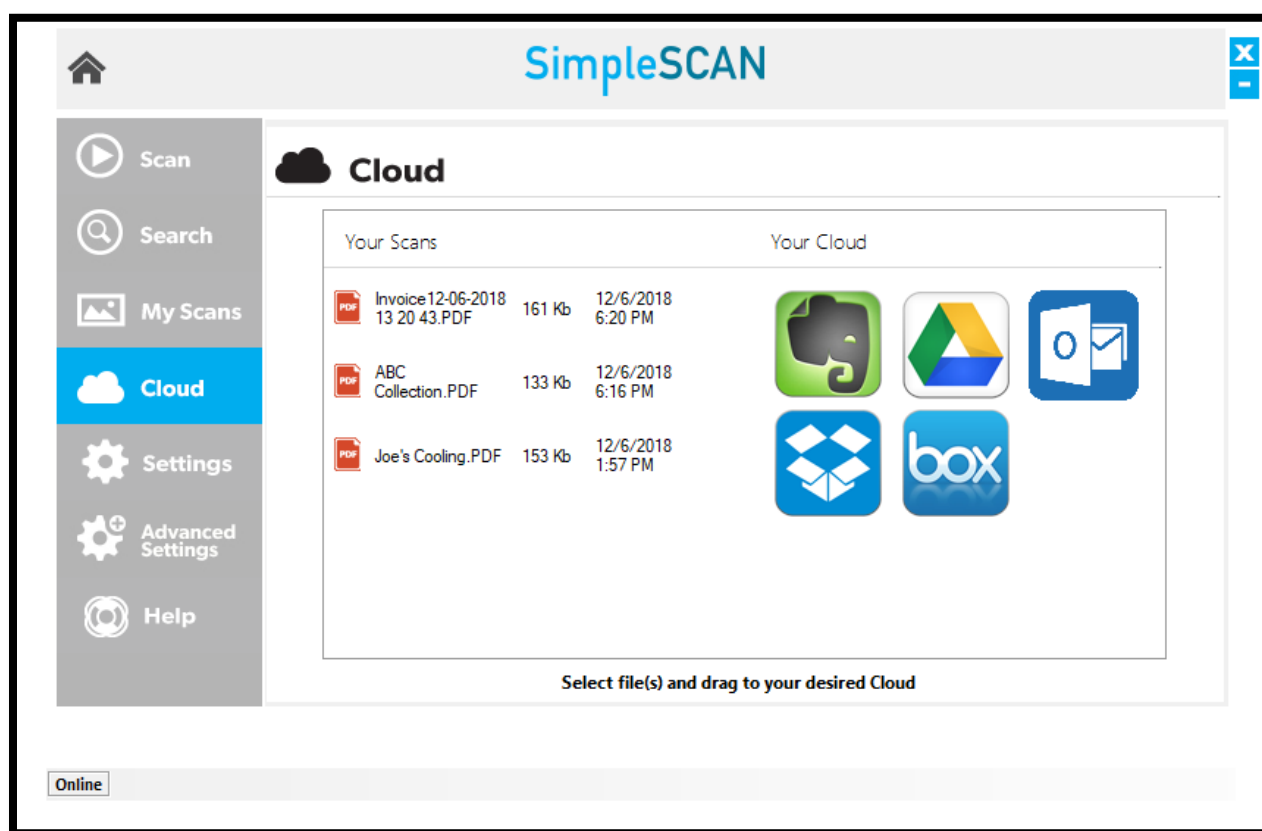 SimpleSCAN
X
-
Scan
Search
My Scans
Cloud
Settings
Advanced
Settings
Help
Cloud
Your Scans
Your Cloud
PDF
Invoice12-06-2018
13 20 43.PDF
161 Kb
12/6/2018
6:20 PM
PDF
ABC
Collection.PDF
133 Kb
12/6/2018
6:16 PM
PDF
Joe's Cooling.PDF
153 Kb
12/6/2018
1:57 PM
O
box
Select file(s) and drag to your desired Cloud
Online